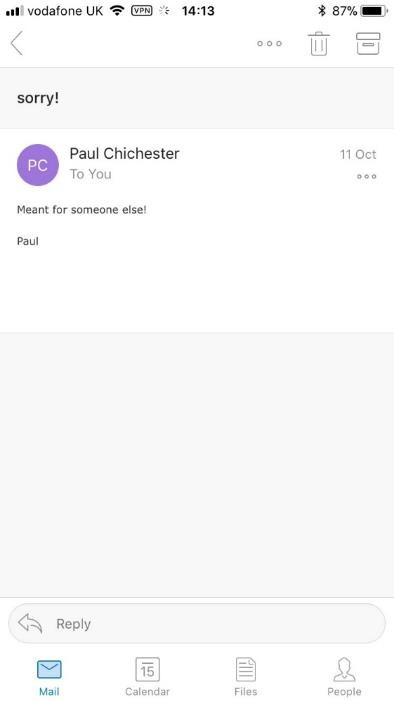 vodafone UK VPN 14:13 87%
sorry!
PC
Paul Chichester
11 Oct
To You
Meant for someone else!
Paul
Reply
15
Mail Calendar Files People